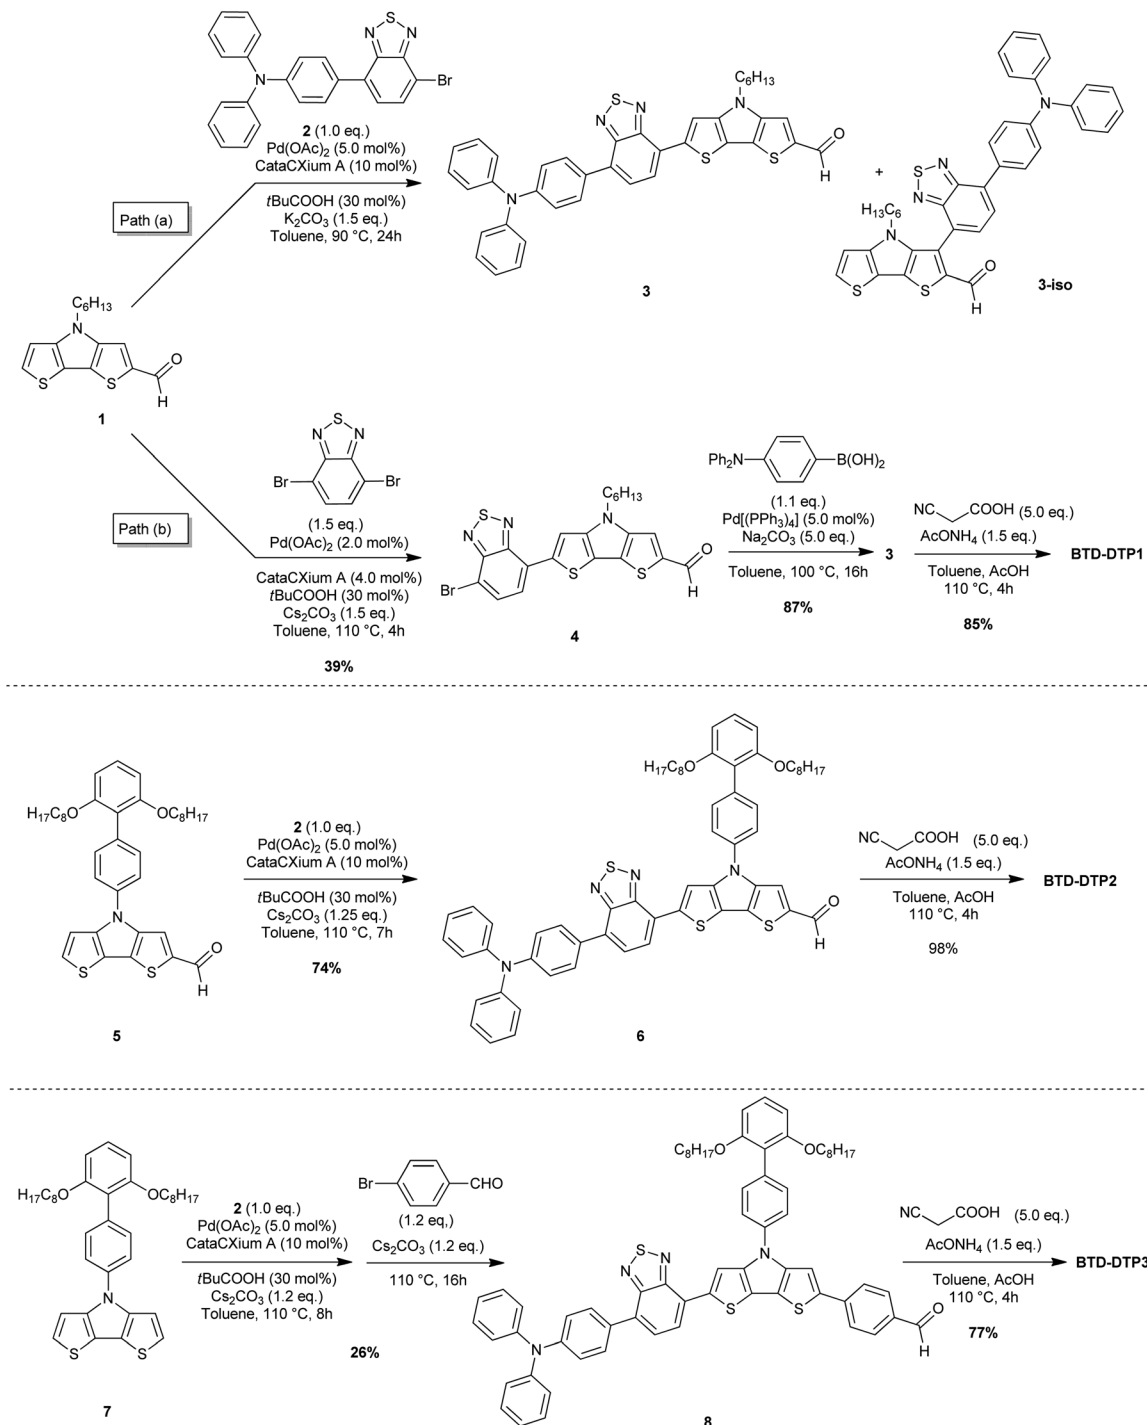 S
N
N
N
Br
2 (1.0 eq.)
Pd(OAc)2 (5.0 mol%)
CataCXium A (10 mol%)
tBuCOOH (30 mol%)
K2CO3 (1.5 eq.)
Toluene, 90 °C, 24h
Path (a)
C6H13
N
S
N
N
S
S
O
H
N
3
+
N
N
S
N
H13C6
N
S
S
O
H
3-iso
C6H13
N
S
S
O
H
1
Path (b)
S
N
N
Br
Br
(1.5 eq.)
Pd(OAc)2 (2.0 mol%)
CataCXium A (4.0 mol%)
tBuCOOH (30 mol%)
Cs2CO3 (1.5 eq.)
Toluene, 110 °C, 4h
39%
C6H13
N
S
N
N
S
S
O
H
Br
4
Ph2N
B(OH)2
(1.1 eq.)
Pd[(PPh3)4] (5.0 mol%)
Na2CO3 (5.0 eq.)
Toluene, 100 °C, 16h
87%
3
NC
COOH (5.0 eq.)
AcONH4 (1.5 eq.)
Toluene, AcOH
110 °C, 4h
85%
BTD-DTP1
H17C8O
OC8H17
N
S
S
O
H
5
2 (1.0 eq.)
Pd(OAc)2 (5.0 mol%)
CataCXium A (10 mol%)
tBuCOOH (30 mol%)
Cs2CO3 (1.25 eq.)
Toluene, 110 °C, 7h
74%
H17C8O
OC8H17
N
S
N
N
S
S
O
H
N
6
NC
COOH (5.0 eq.)
AcONH4 (1.5 eq.)
Toluene, AcOH
110 °C, 4h
98%
BTD-DTP2
H17C8O
OC8H17
N
S
S
7
2 (1.0 eq.)
Pd(OAc)2 (5.0 mol%)
CataCXium A (10 mol%)
tBuCOOH (30 mol%)
Cs2CO3 (1.2 eq.)
Toluene, 110 °C, 8h
Br
CHO
(1.2 eq,)
Cs2CO3 (1.2 eq.)
110 °C, 16h
26%
C8H17O
OC8H17
N
S
N
N
S
S
O
H
N
8
NC
COOH (5.0 eq.)
AcONH4 (1.5 eq.)
Toluene, AcOH
110 °C, 4h
77%
BTD-DTP3